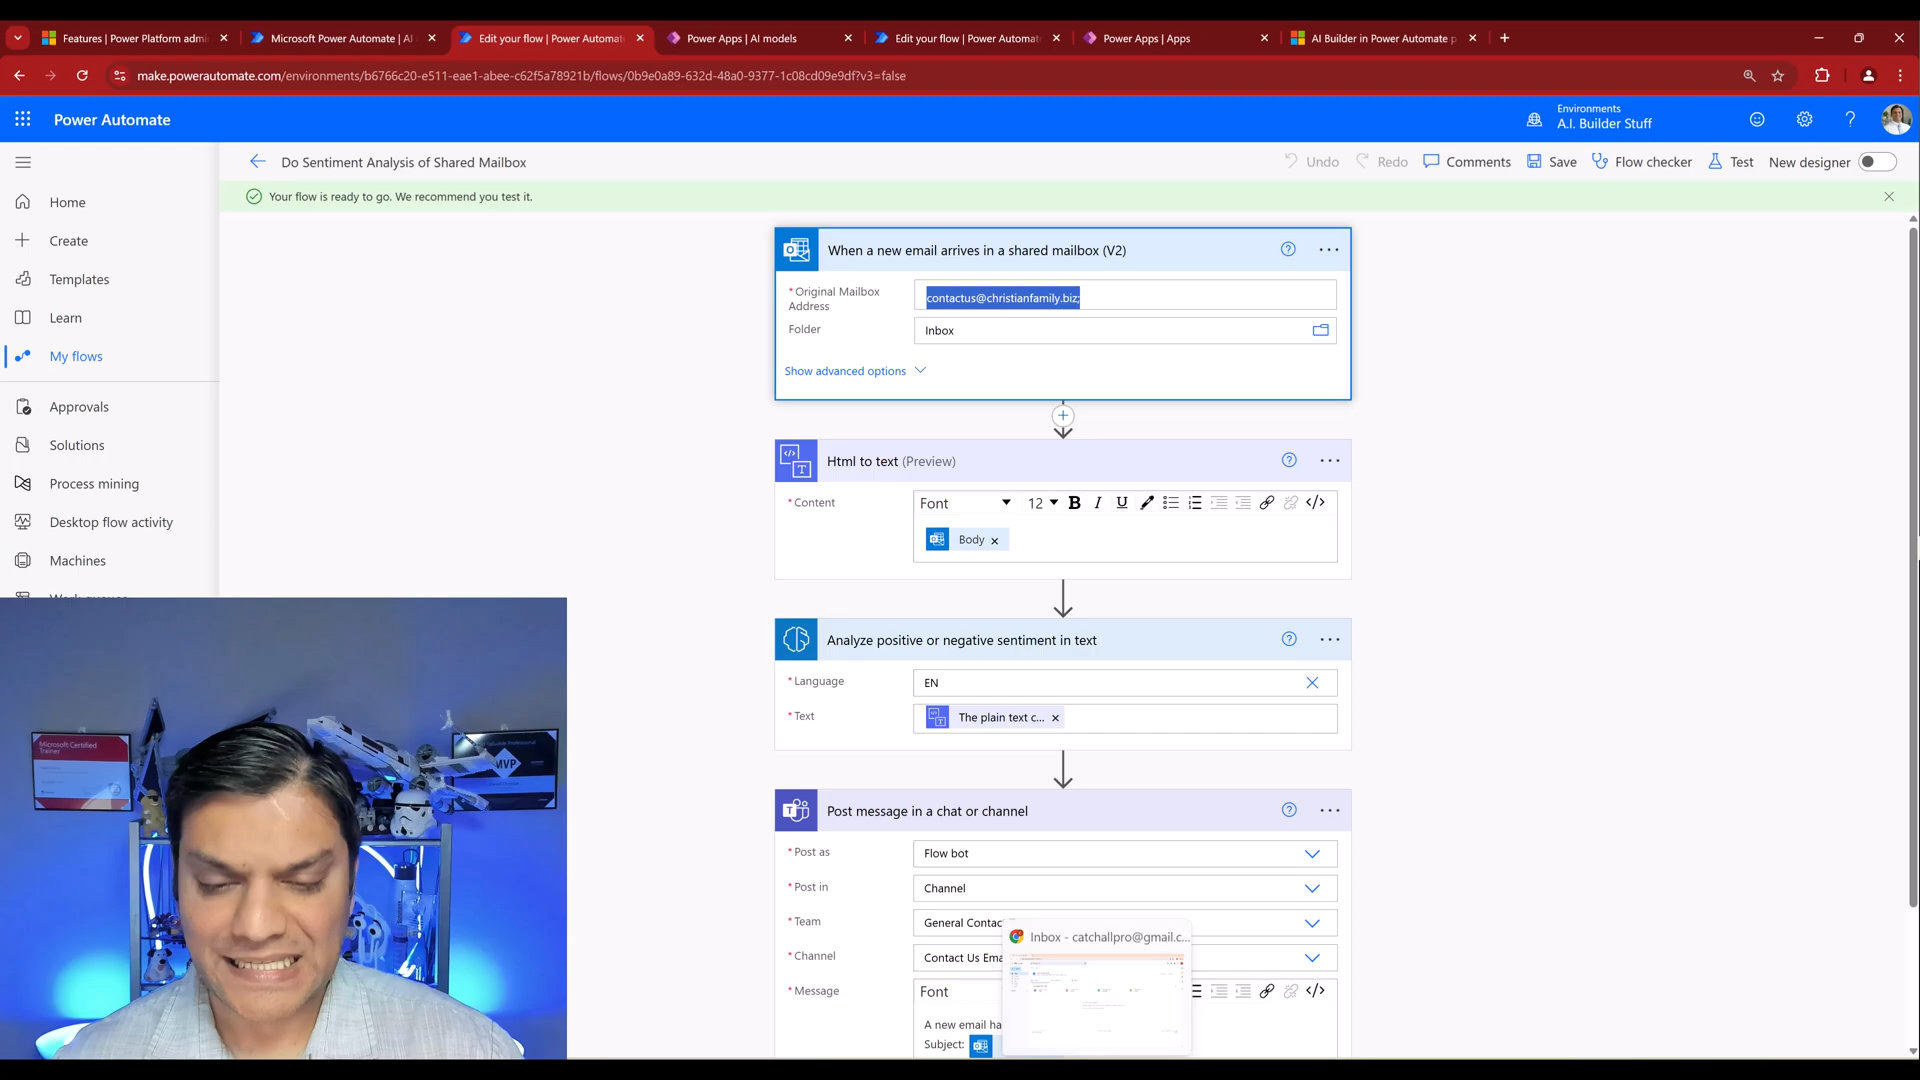 Features | Power Platform admi
Microsoft Power Automate | AI
Edit your flow | Power Automat
Power Apps | AI models
Edit your flow | Power Automat
Power Apps | Apps
AI Builder in Power Automate p
make.powerautomate.com/environments/b6766c20-e511-eae1-abee-c62f5a78921b/flows/0b9e0a89-632d-48a0-9377-1c08cd09e9df?v3=false
Power Automate
Environments
A.I. Builder Stuff
Do Sentiment Analysis of Shared Mailbox
Undo
Redo
Comments
Save
Flow checker
Test
New designer
Your flow is ready to go. We recommend you test it.
Home
Create
Templates
Learn
My flows
Approvals
Solutions
Process mining
Desktop flow activity
Machines
When a new email arrives in a shared mailbox (V2)
* Original Mailbox Address
contactus@christianfamily.biz;
Folder
Inbox
Show advanced options
Html to text (Preview)
* Content
Font
12
Body
Analyze positive or negative sentiment in text
* Language
EN
* Text
The plain text c...
Post message in a chat or channel
* Post as
Flow bot
* Post in
Channel
* Team
General Contac
* Channel
Contact Us Ema
* Message
Font
A new email ha
Subject:
Inbox - catchallpro@gmail.c...
Microsoft Certified
Trainer
MVP